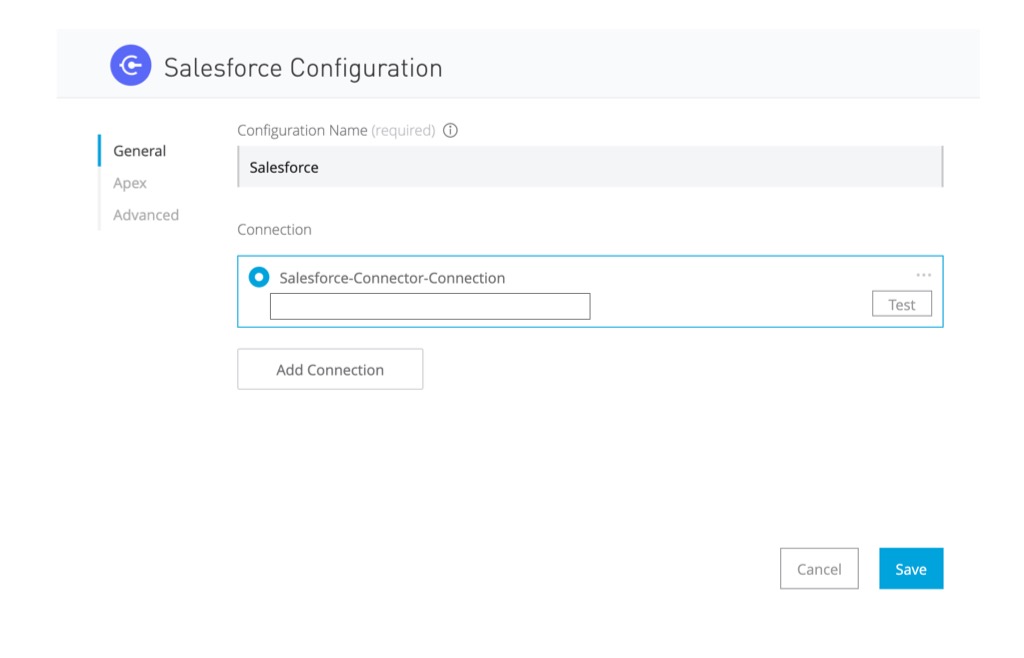 Salesforce Configuration
General
Apex
Advanced
Configuration Name (required)
Salesforce
Connection
Salesforce-Connector-Connection
...
Test
Add Connection
Cancel
Save